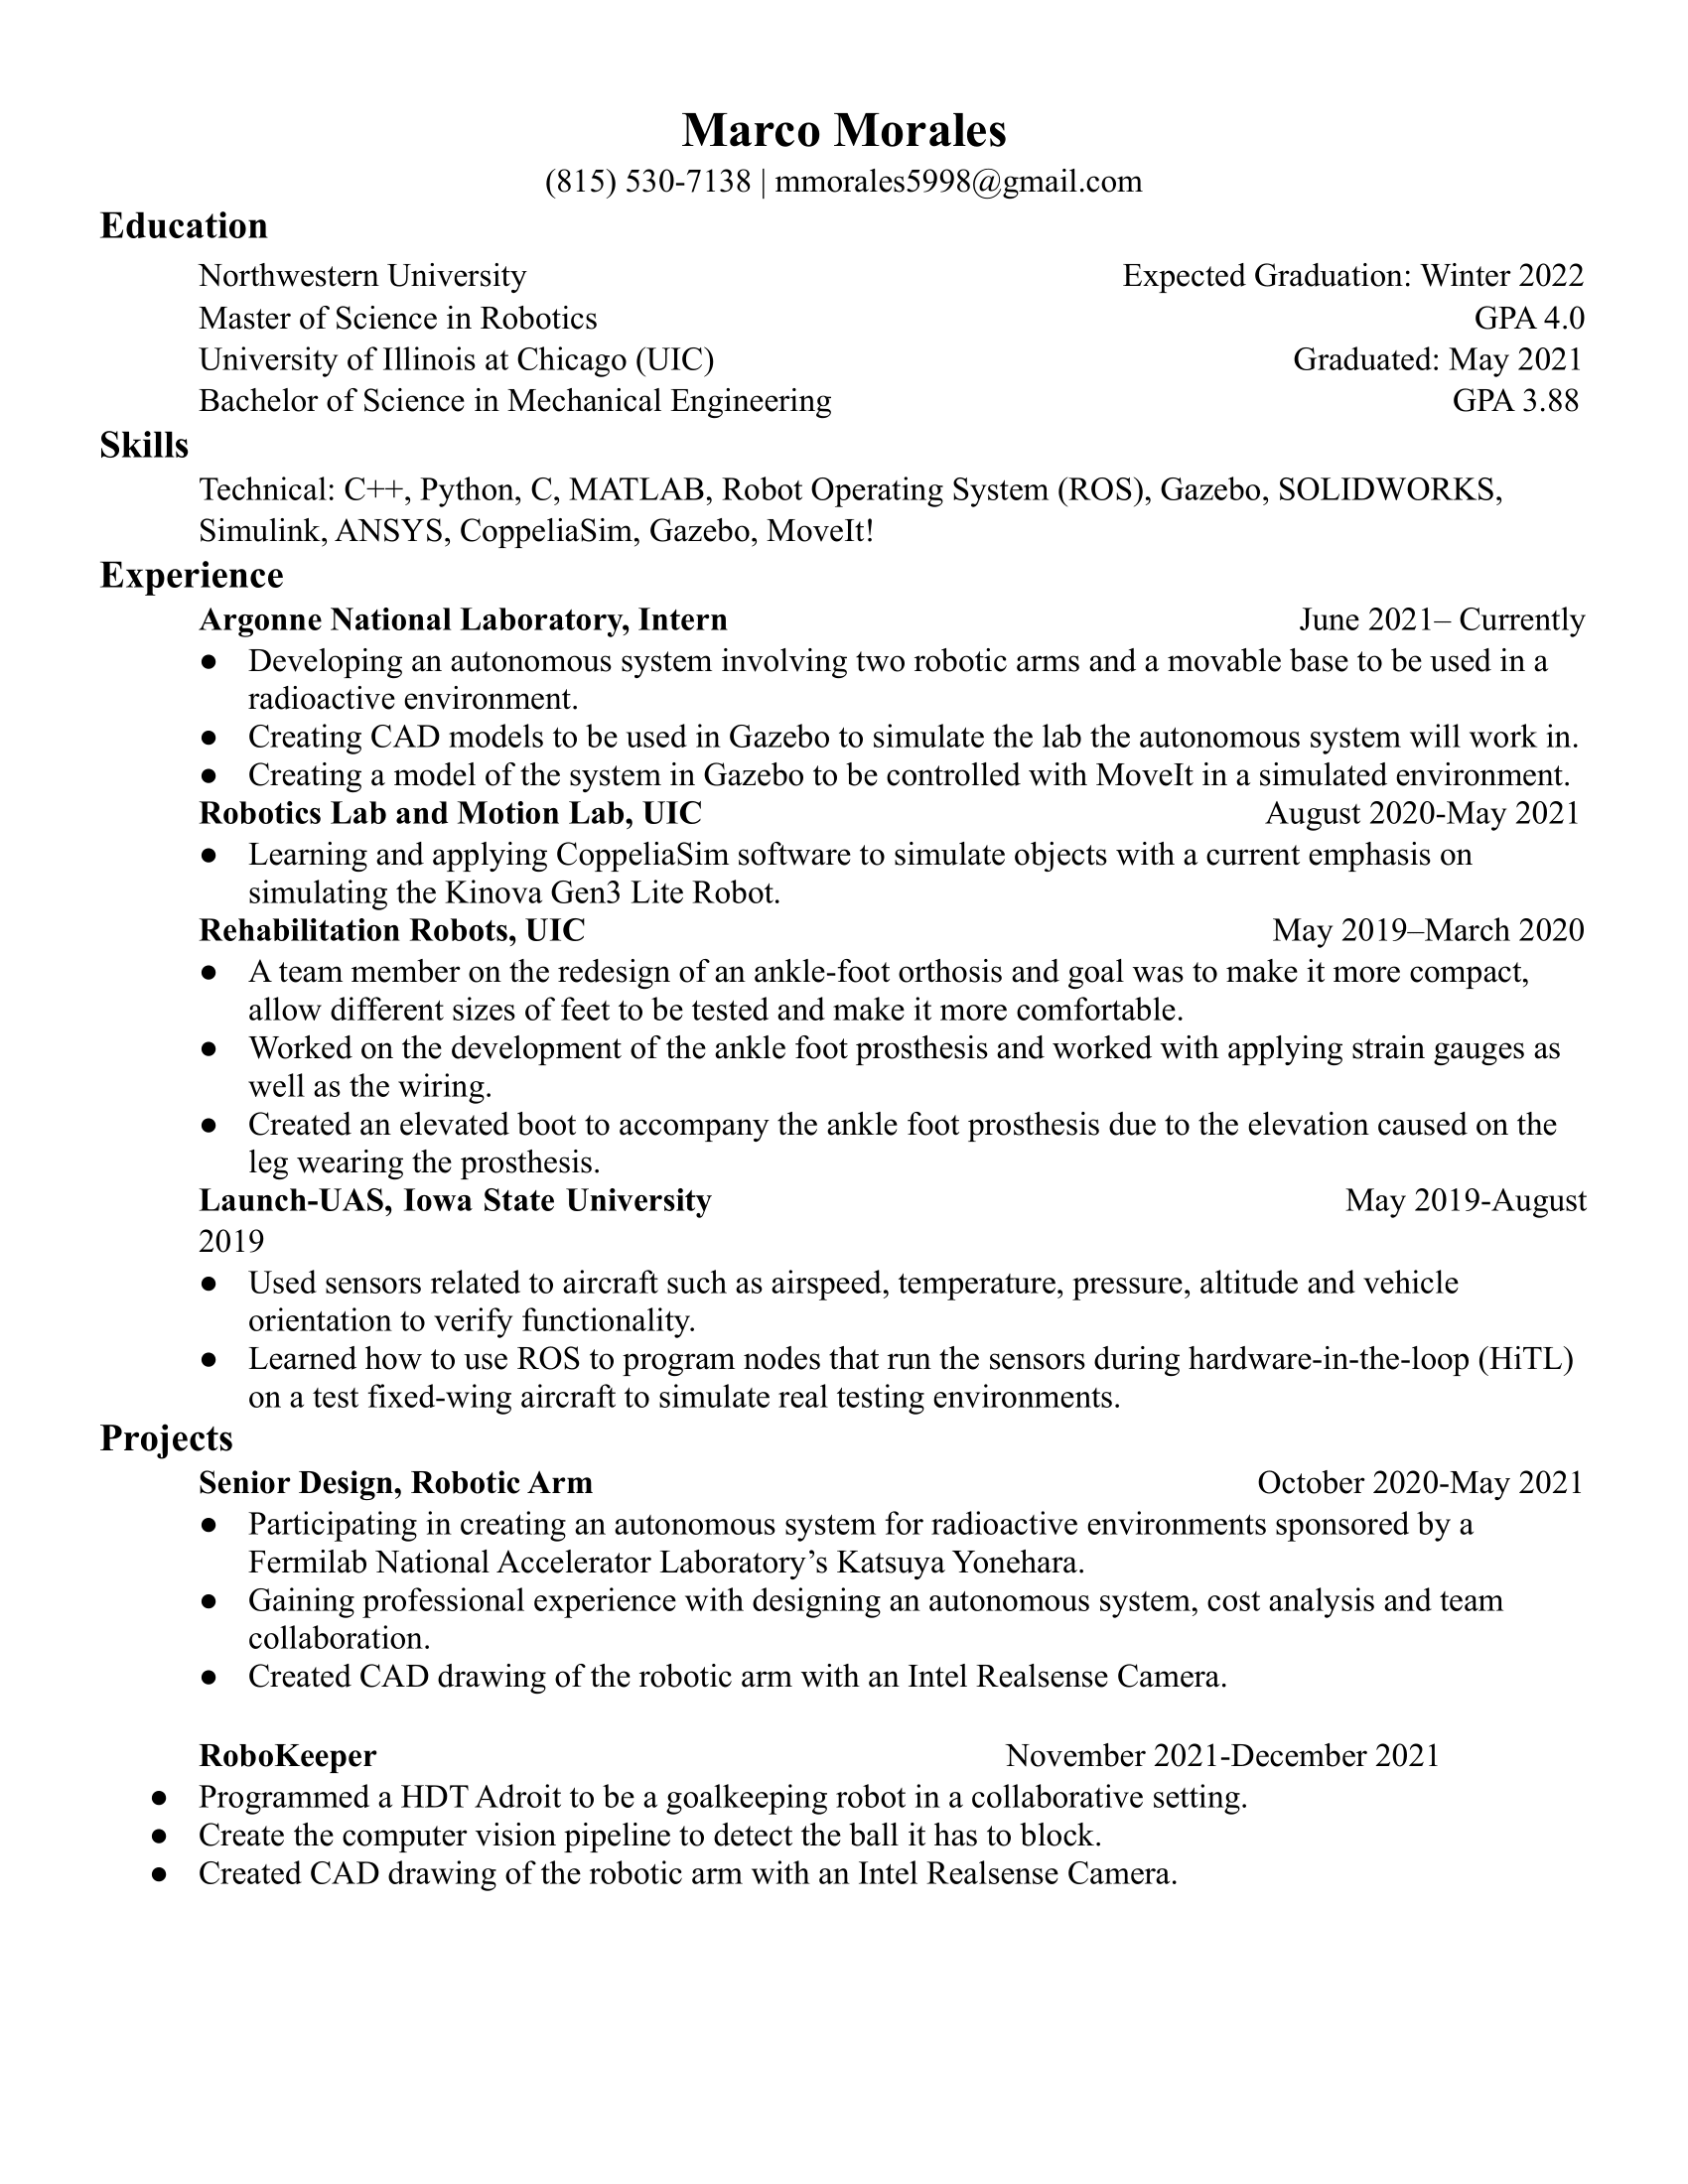 Marco Morales
(815) 530-7138 | mmorales5998@gmail.com
Education
Northwestern University Expected Graduation: Winter 2022
Master of Science in Robotics GPA 4.0
University of Illinois at Chicago (UIC) Graduated: May 2021
Bachelor of Science in Mechanical Engineering GPA 3.88
Skills
Technical: C++, Python, C, MATLAB, Robot Operating System (ROS), Gazebo, SOLIDWORKS,
Simulink, ANSYS, CoppeliaSim, Gazebo, MoveIt!
Experience
Argonne National Laboratory, Intern June 2021– Currently
● Developing an autonomous system involving two robotic arms and a movable base to be used in a
radioactive environment.
● Creating CAD models to be used in Gazebo to simulate the lab the autonomous system will work in.
● Creating a model of the system in Gazebo to be controlled with MoveIt in a simulated environment.
Robotics Lab and Motion Lab, UIC August 2020-May 2021
● Learning and applying CoppeliaSim software to simulate objects with a current emphasis on
simulating the Kinova Gen3 Lite Robot.
Rehabilitation Robots, UIC May 2019–March 2020
● A team member on the redesign of an ankle-foot orthosis and goal was to make it more compact,
allow different sizes of feet to be tested and make it more comfortable.
● Worked on the development of the ankle foot prosthesis and worked with applying strain gauges as
well as the wiring.
● Created an elevated boot to accompany the ankle foot prosthesis due to the elevation caused on the
leg wearing the prosthesis.
Launch-UAS, Iowa State University May 2019-August
2019
● Used sensors related to aircraft such as airspeed, temperature, pressure, altitude and vehicle
orientation to verify functionality.
● Learned how to use ROS to program nodes that run the sensors during hardware-in-the-loop (HiTL)
on a test fixed-wing aircraft to simulate real testing environments.
Projects
Senior Design, Robotic Arm October 2020-May 2021
● Participating in creating an autonomous system for radioactive environments sponsored by a
Fermilab National Accelerator Laboratory’s Katsuya Yonehara.
● Gaining professional experience with designing an autonomous system, cost analysis and team
collaboration.
● Created CAD drawing of the robotic arm with an Intel Realsense Camera.
RoboKeeper November 2021-December 2021
● Programmed a HDT Adroit to be a goalkeeping robot in a collaborative setting.
● Create the computer vision pipeline to detect the ball it has to block.
● Created CAD drawing of the robotic arm with an Intel Realsense Camera.